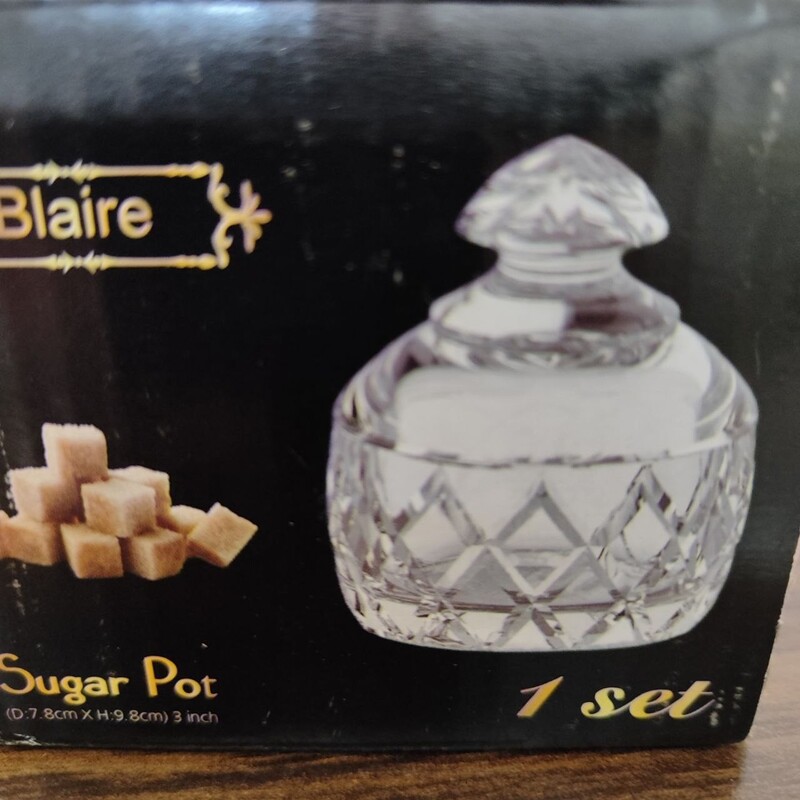 Blaire
Sugar Pot
(D:7.8cm X H:9.8cm) 3 inch
1 set